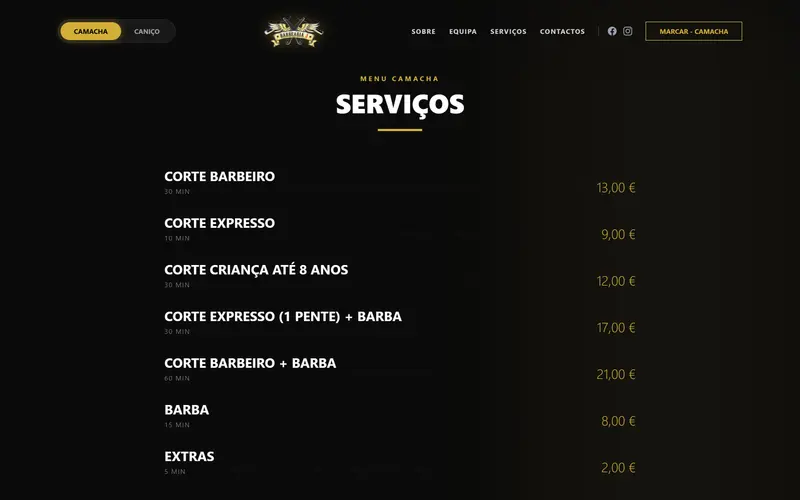 CAMACHA
CANIÇO
BARBEARIA
SOBRE
EQUIPA
SERVIÇOS
CONTACTOS
MARCAR - CAMACHA
MENU CAMACHA
SERVIÇOS
CORTE BARBEIRO
30 MIN
13,00 €
CORTE EXPRESSO
10 MIN
9,00 €
CORTE CRIANÇA ATÉ 8 ANOS
30 MIN
12,00 €
CORTE EXPRESSO (1 PENTE) + BARBA
30 MIN
17,00 €
CORTE BARBEIRO + BARBA
60 MIN
21,00 €
BARBA
15 MIN
8,00 €
EXTRAS
5 MIN
2,00 €